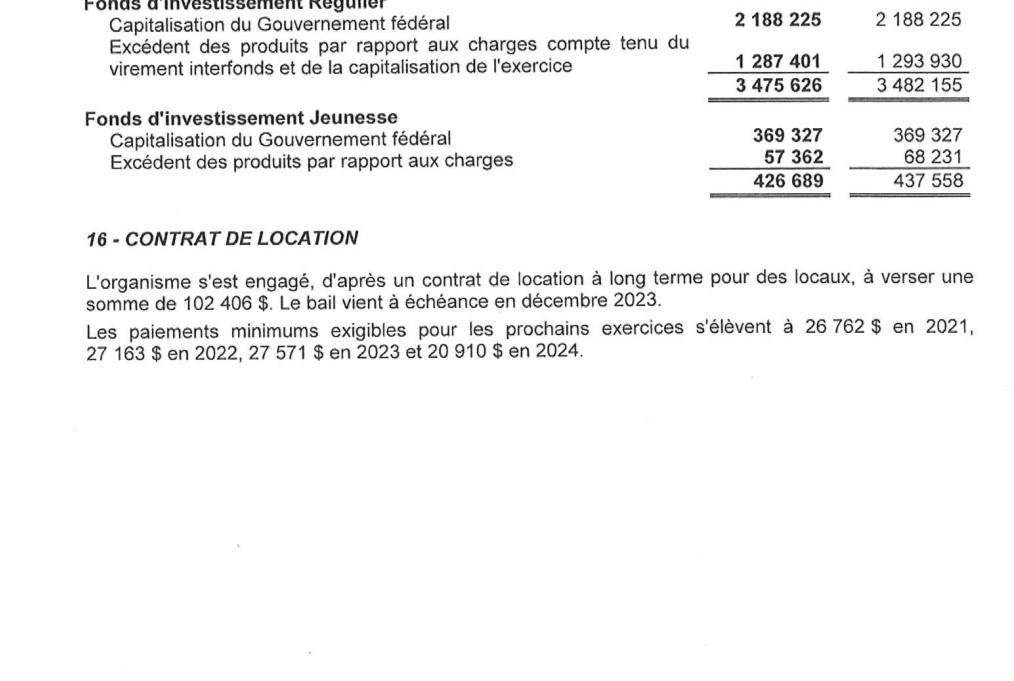 Fonds d'investissement Régulier
Capitalisation du Gouvernement fédéral 2 188 225 2 188 225
Excédent des produits par rapport aux charges compte tenu du
virement interfonds et de la capitalisation de l'exercice 1 287 401 1 293 930
3 475 626 3 482 155
Fonds d'investissement Jeunesse
Capitalisation du Gouvernement fédéral 369 327 369 327
Excédent des produits par rapport aux charges 57 362 68 231
426 689 437 558
16 - CONTRAT DE LOCATION
L'organisme s'est engagé, d'après un contrat de location à long terme pour des locaux, à verser une
somme de 102 406 $. Le bail vient à échéance en décembre 2023.
Les paiements minimums exigibles pour les prochains exercices s'élèvent à 26 762 $ en 2021,
27 163 $ en 2022, 27 571 $ en 2023 et 20 910 $ en 2024.